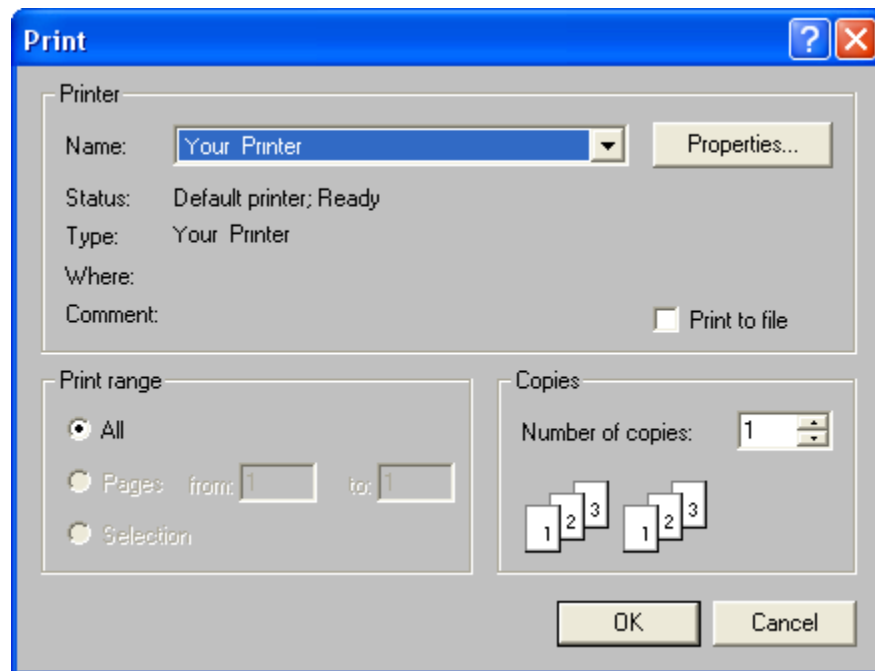 Print
Printer
Name: Your Printer Properties...
Status: Default printer; Ready
Type: Your Printer
Where:
Comment: Print to file
Print range
All
Pages from: 1 to: 1
Selection
Copies
Number of copies: 1
1 2 3 1 2 3
OK Cancel